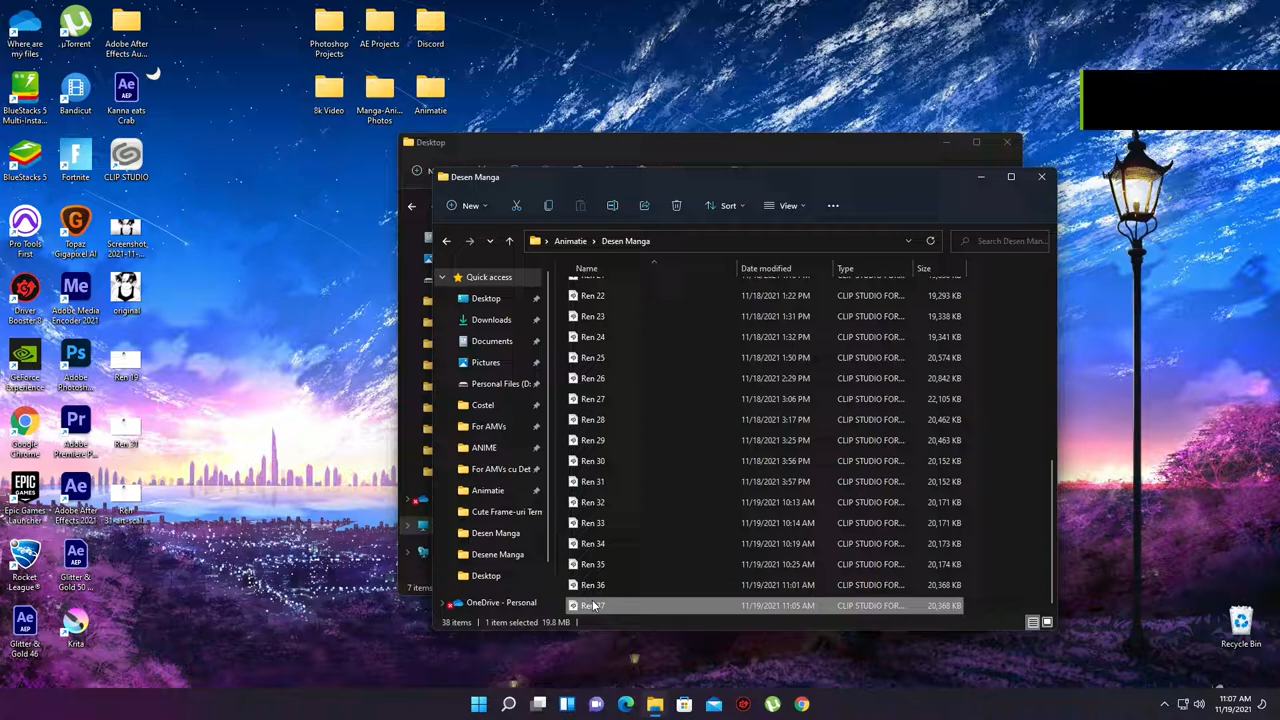 Where are
my files
µTorrent
Adobe After
Effects Au...
Photoshop
Projects
AE Projects
Discord
BlueStacks 5
Multi-Insta...
Bandicut
Kanna eats
Crab
8k Video
Manga-Ani...
Photos
Animatie
BlueStacks 5
Fortnite
CLIP STUDIO
Pro Tools
First
Topaz
Gigapixel AI
Screenshot
2021-11-...
Driver
Booster 8
Adobe Media
Encoder 2021
original
GeForce
Experience
Adobe
Photosh...
Ren 19
Google
Chrome
Adobe
Premiere P...
Ren 31
Epic Games
Launcher
Adobe After
Effects 2021
Ren
31-art-scal...
Rocket
League®
Glitter &
Gold 50 ...
Glitter &
Gold 46
Krita
Recycle Bin
Desktop
7 items
Desen Manga
New
Sort
View
Animatie
Desen Manga
Search Desen Man...
Quick access
Desktop
Downloads
Documents
Pictures
Personal Files (D:
Costel
For AMVs
ANIME
For AMVs cu Det
Animatie
Cute Frame-uri Tem
Desen Manga
Desene Manga
Desktop
OneDrive - Personal
Name Date modified Type Size
Ren 22 11/18/2021 1:22 PM CLIP STUDIO FOR... 19,293 KB
Ren 23 11/18/2021 1:31 PM CLIP STUDIO FOR... 19,338 KB
Ren 24 11/18/2021 1:32 PM CLIP STUDIO FOR... 19,341 KB
Ren 25 11/18/2021 1:50 PM CLIP STUDIO FOR... 20,574 KB
Ren 26 11/18/2021 2:29 PM CLIP STUDIO FOR... 20,842 KB
Ren 27 11/18/2021 3:06 PM CLIP STUDIO FOR... 22,105 KB
Ren 28 11/18/2021 3:17 PM CLIP STUDIO FOR... 20,462 KB
Ren 29 11/18/2021 3:25 PM CLIP STUDIO FOR... 20,463 KB
Ren 30 11/18/2021 3:56 PM CLIP STUDIO FOR... 20,152 KB
Ren 31 11/18/2021 3:57 PM CLIP STUDIO FOR... 20,152 KB
Ren 32 11/19/2021 10:13 AM CLIP STUDIO FOR... 20,171 KB
Ren 33 11/19/2021 10:14 AM CLIP STUDIO FOR... 20,171 KB
Ren 34 11/19/2021 10:19 AM CLIP STUDIO FOR... 20,173 KB
Ren 35 11/19/2021 10:25 AM CLIP STUDIO FOR... 20,174 KB
Ren 36 11/19/2021 11:01 AM CLIP STUDIO FOR... 20,368 KB
Ren 37 11/19/2021 11:05 AM CLIP STUDIO FOR... 20,368 KB
38 items 1 item selected 19.8 MB
11:07 AM
11/19/2021